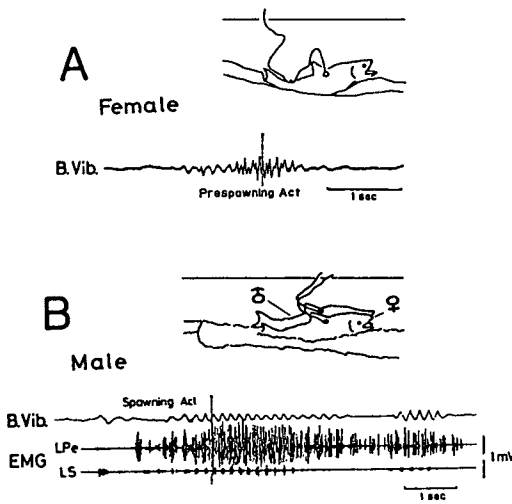 A
Female
B.Vib.
Prespawning Act
1 sec
♂ ♀
B
Male
Spawning Act
B.Vib.
EMG
LPe
LS
1mV
1 sec